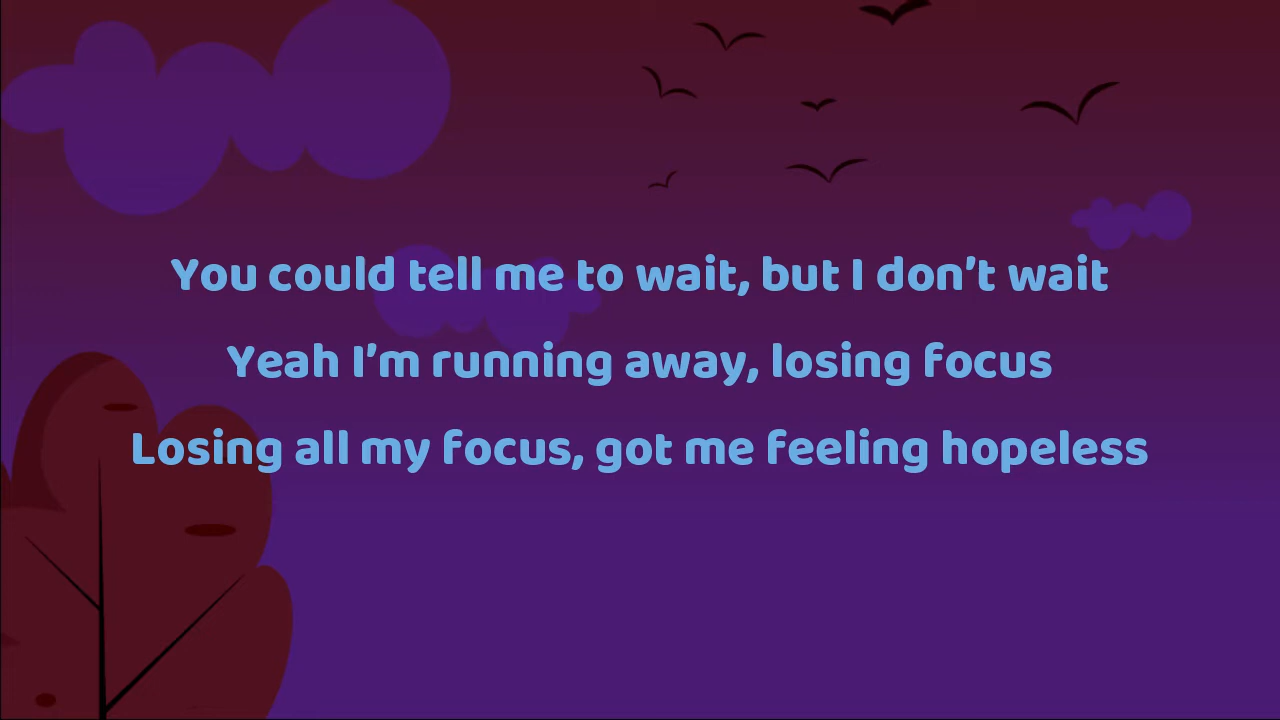 You could tell me to wait, but I don't wait
Yeah I'm running away, losing focus
Losing all my focus, got me feeling hopeless